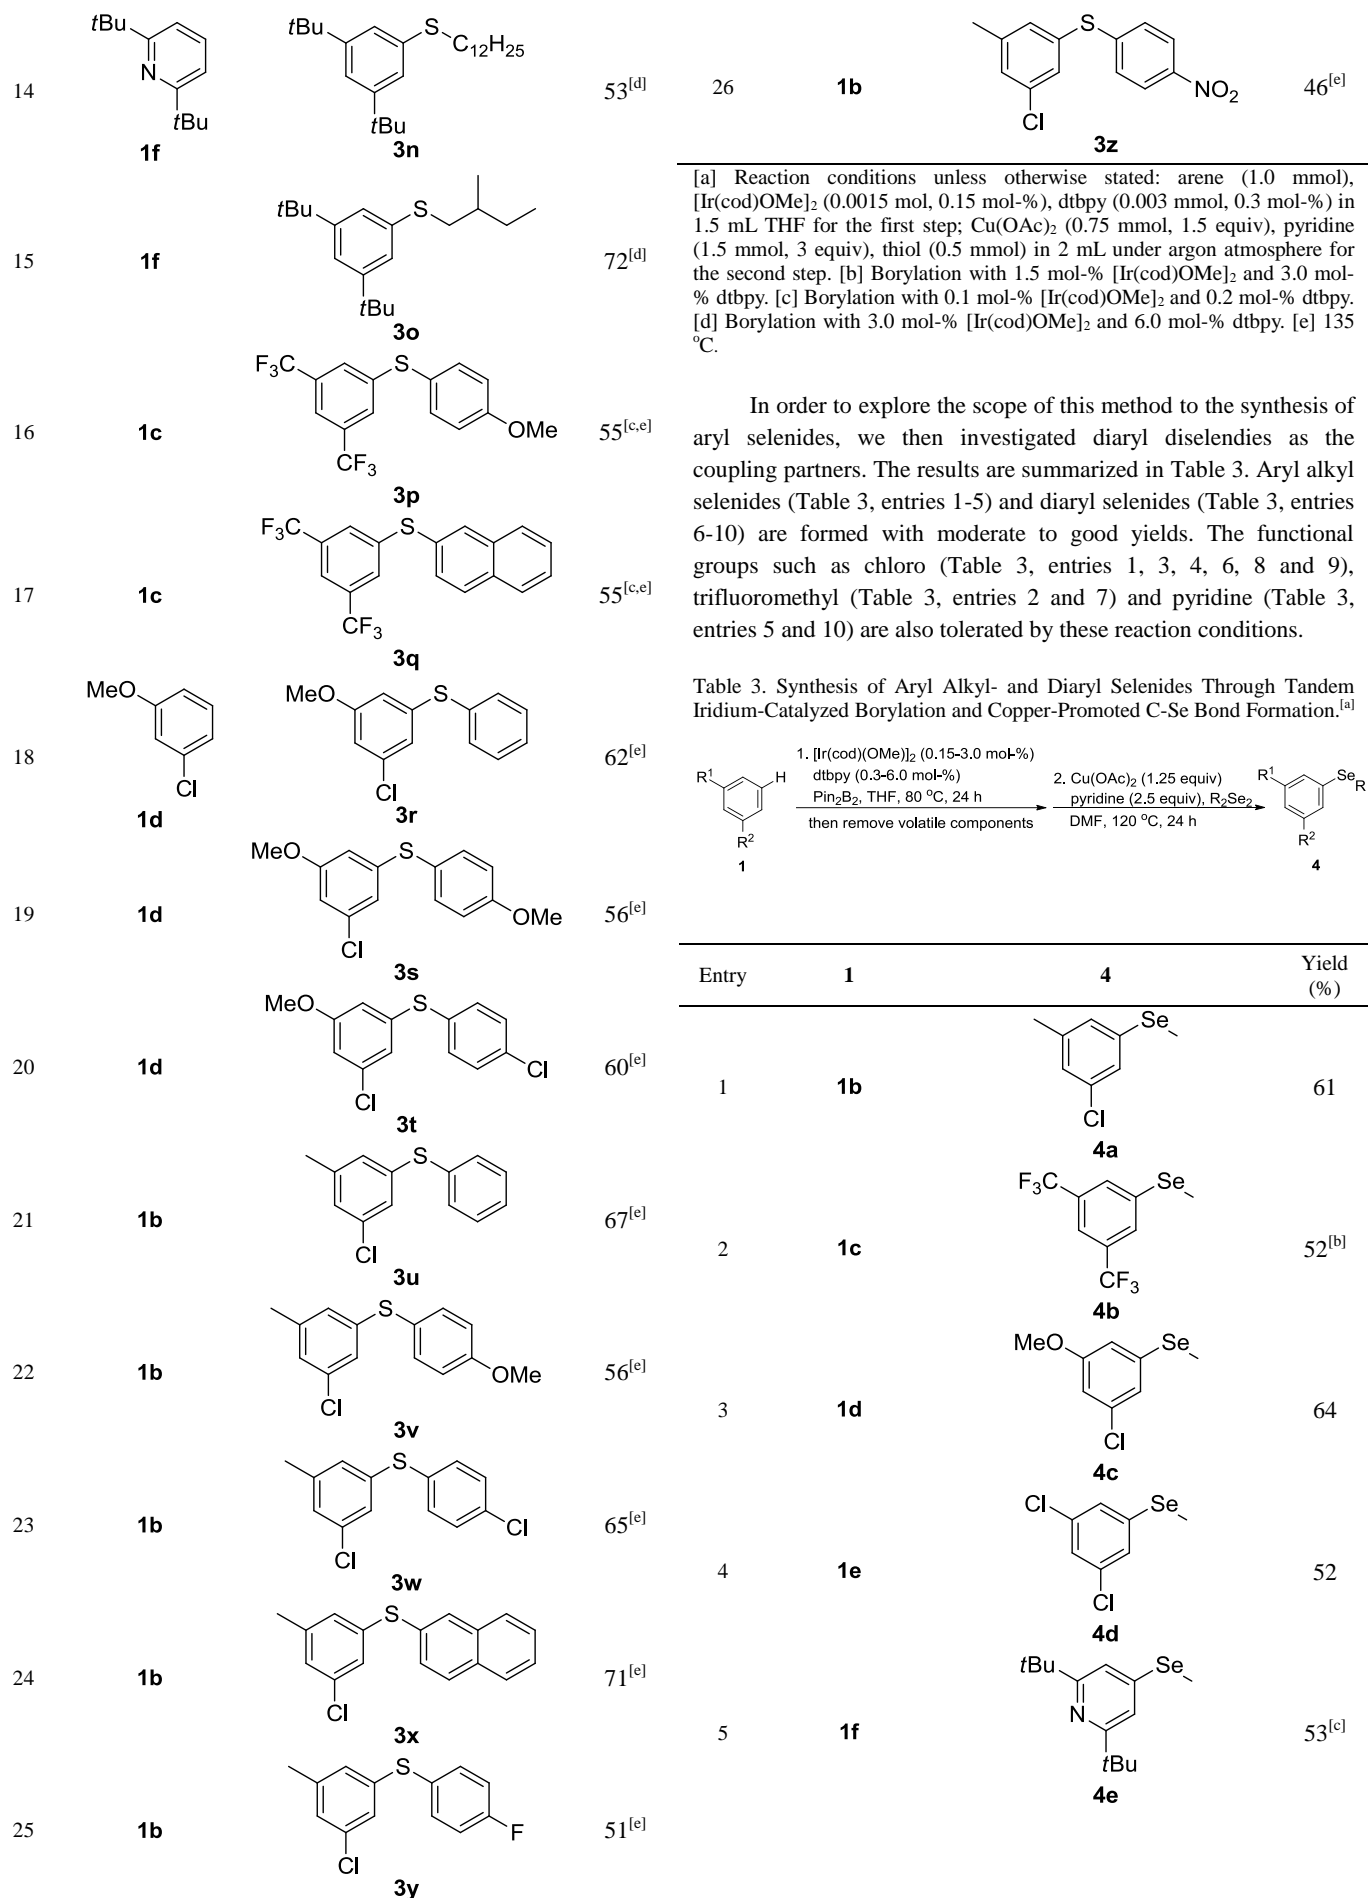 14
tBu
N
tBu
1f
tBu
S
C12H25
tBu
3n
53[d]
15
1f
tBu
S
tBu
3o
72[d]
16
1c
F3C
S
OMe
CF3
3p
55[c,e]
17
1c
F3C
S
CF3
3q
55[c,e]
18
MeO
Cl
1d
MeO
S
Cl
3r
62[e]
19
1d
MeO
S
OMe
Cl
3s
56[e]
20
1d
MeO
S
Cl
Cl
3t
60[e]
21
1b
S
Cl
3u
67[e]
22
1b
S
OMe
Cl
3v
56[e]
23
1b
S
Cl
Cl
3w
65[e]
24
1b
S
Cl
3x
71[e]
25
1b
S
F
Cl
3y
51[e]
26
1b
S
NO2
Cl
3z
46[e]
[a] Reaction conditions unless otherwise stated: arene (1.0 mmol),
[Ir(cod)OMe]2 (0.0015 mol, 0.15 mol-%), dtbpy (0.003 mmol, 0.3 mol-%) in
1.5 mL THF for the first step; Cu(OAc)2 (0.75 mmol, 1.5 equiv), pyridine
(1.5 mmol, 3 equiv), thiol (0.5 mmol) in 2 mL under argon atmosphere for
the second step. [b] Borylation with 1.5 mol-% [Ir(cod)OMe]2 and 3.0 mol-
% dtbpy. [c] Borylation with 0.1 mol-% [Ir(cod)OMe]2 and 0.2 mol-% dtbpy.
[d] Borylation with 3.0 mol-% [Ir(cod)OMe]2 and 6.0 mol-% dtbpy. [e] 135
oC.
In order to explore the scope of this method to the synthesis of
aryl selenides, we then investigated diaryl diselendies as the
coupling partners. The results are summarized in Table 3. Aryl alkyl
selenides (Table 3, entries 1-5) and diaryl selenides (Table 3, entries
6-10) are formed with moderate to good yields. The functional
groups such as chloro (Table 3, entries 1, 3, 4, 6, 8 and 9),
trifluoromethyl (Table 3, entries 2 and 7) and pyridine (Table 3,
entries 5 and 10) are also tolerated by these reaction conditions.
Table 3. Synthesis of Aryl Alkyl- and Diaryl Selenides Through Tandem
Iridium-Catalyzed Borylation and Copper-Promoted C-Se Bond Formation.[a]
R1
H
R2
1
1. [Ir(cod)(OMe)]2 (0.15-3.0 mol-%)
dtbpy (0.3-6.0 mol-%)
Pin2B2, THF, 80 oC, 24 h
then remove volatile components
2. Cu(OAc)2 (1.25 equiv)
pyridine (2.5 equiv), R2Se2
DMF, 120 oC, 24 h
R1
Se
R
R2
4
Entry 1 4 Yield
(%)
1
1b
Se
Cl
4a
61
2
1c
F3C
Se
CF3
4b
52[b]
3
1d
MeO
Se
Cl
4c
64
4
1e
Cl
Se
Cl
4d
52
5
1f
tBu
Se
N
tBu
4e
53[c]